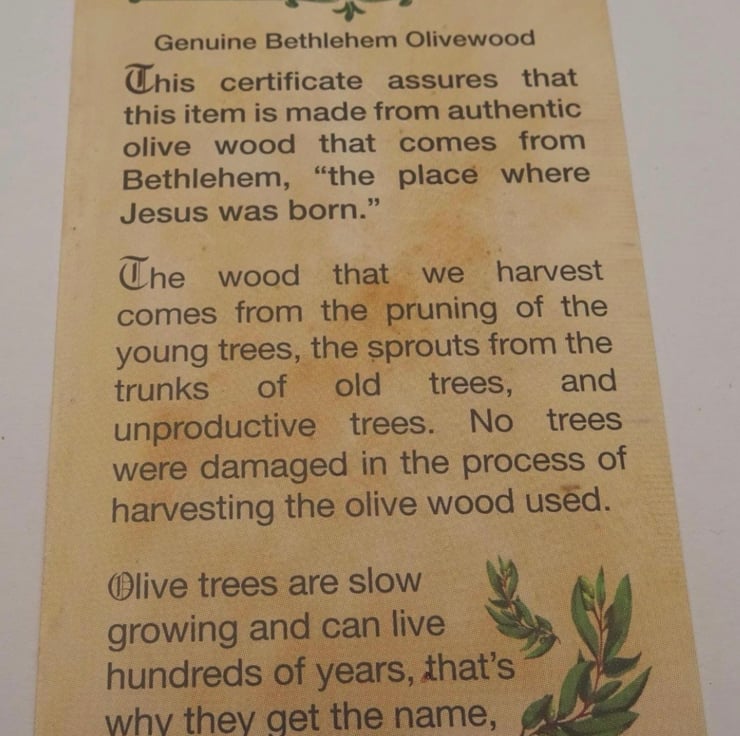 Genuine Bethlehem Olivewood
This certificate assures that
this item is made from authentic
olive wood that comes from
Bethlehem, “the place where
Jesus was born.”
The wood that we harvest
comes from the pruning of the
young trees, the sprouts from the
trunks of old trees, and
unproductive trees. No trees
were damaged in the process of
harvesting the olive wood used.
Olive trees are slow
growing and can live
hundreds of years, that’s
why they get the name,